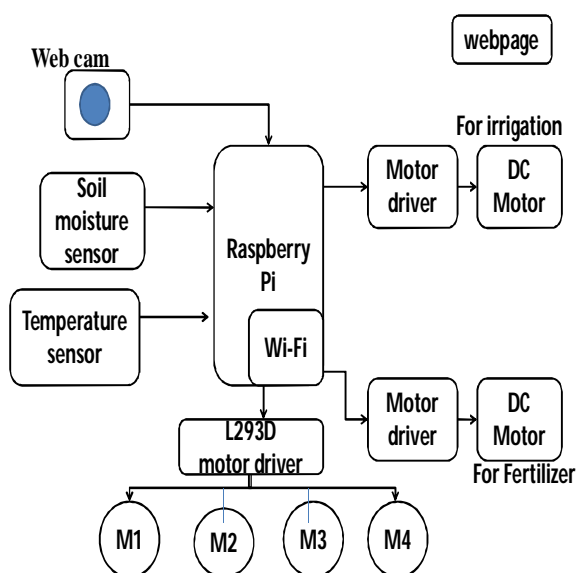 webpage
Web cam
For irrigation
Soil
moisture
sensor
Motor
driver
DC
Motor
Raspberry
Pi
Temperature
sensor
Wi-Fi
Motor
driver
DC
Motor
L293D
motor driver
For Fertilizer
M1
M2
M3
M4